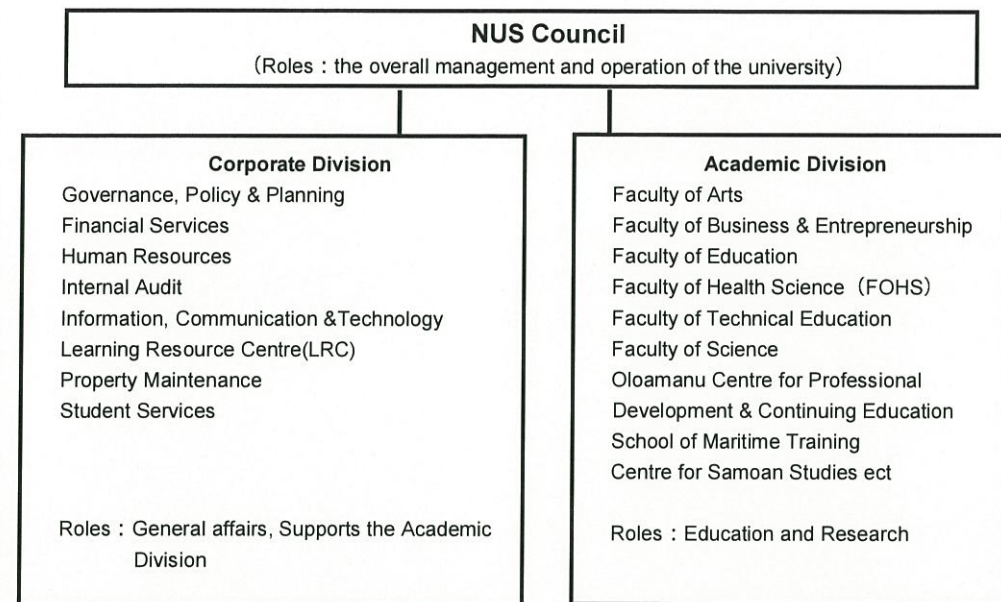 NUS Council
（Roles：the overall management and operation of the university）
Corporate Division
Governance, Policy & Planning
Financial Services
Human Resources
Internal Audit
Information, Communication &Technology
Learning Resource Centre(LRC)
Property Maintenance
Student Services
Roles：General affairs, Supports the Academic
Division
Academic Division
Faculty of Arts
Faculty of Business & Entrepreneurship
Faculty of Education
Faculty of Health Science（FOHS）
Faculty of Technical Education
Faculty of Science
Oloamanu Centre for Professional
Development & Continuing Education
School of Maritime Training
Centre for Samoan Studies ect
Roles：Education and Research